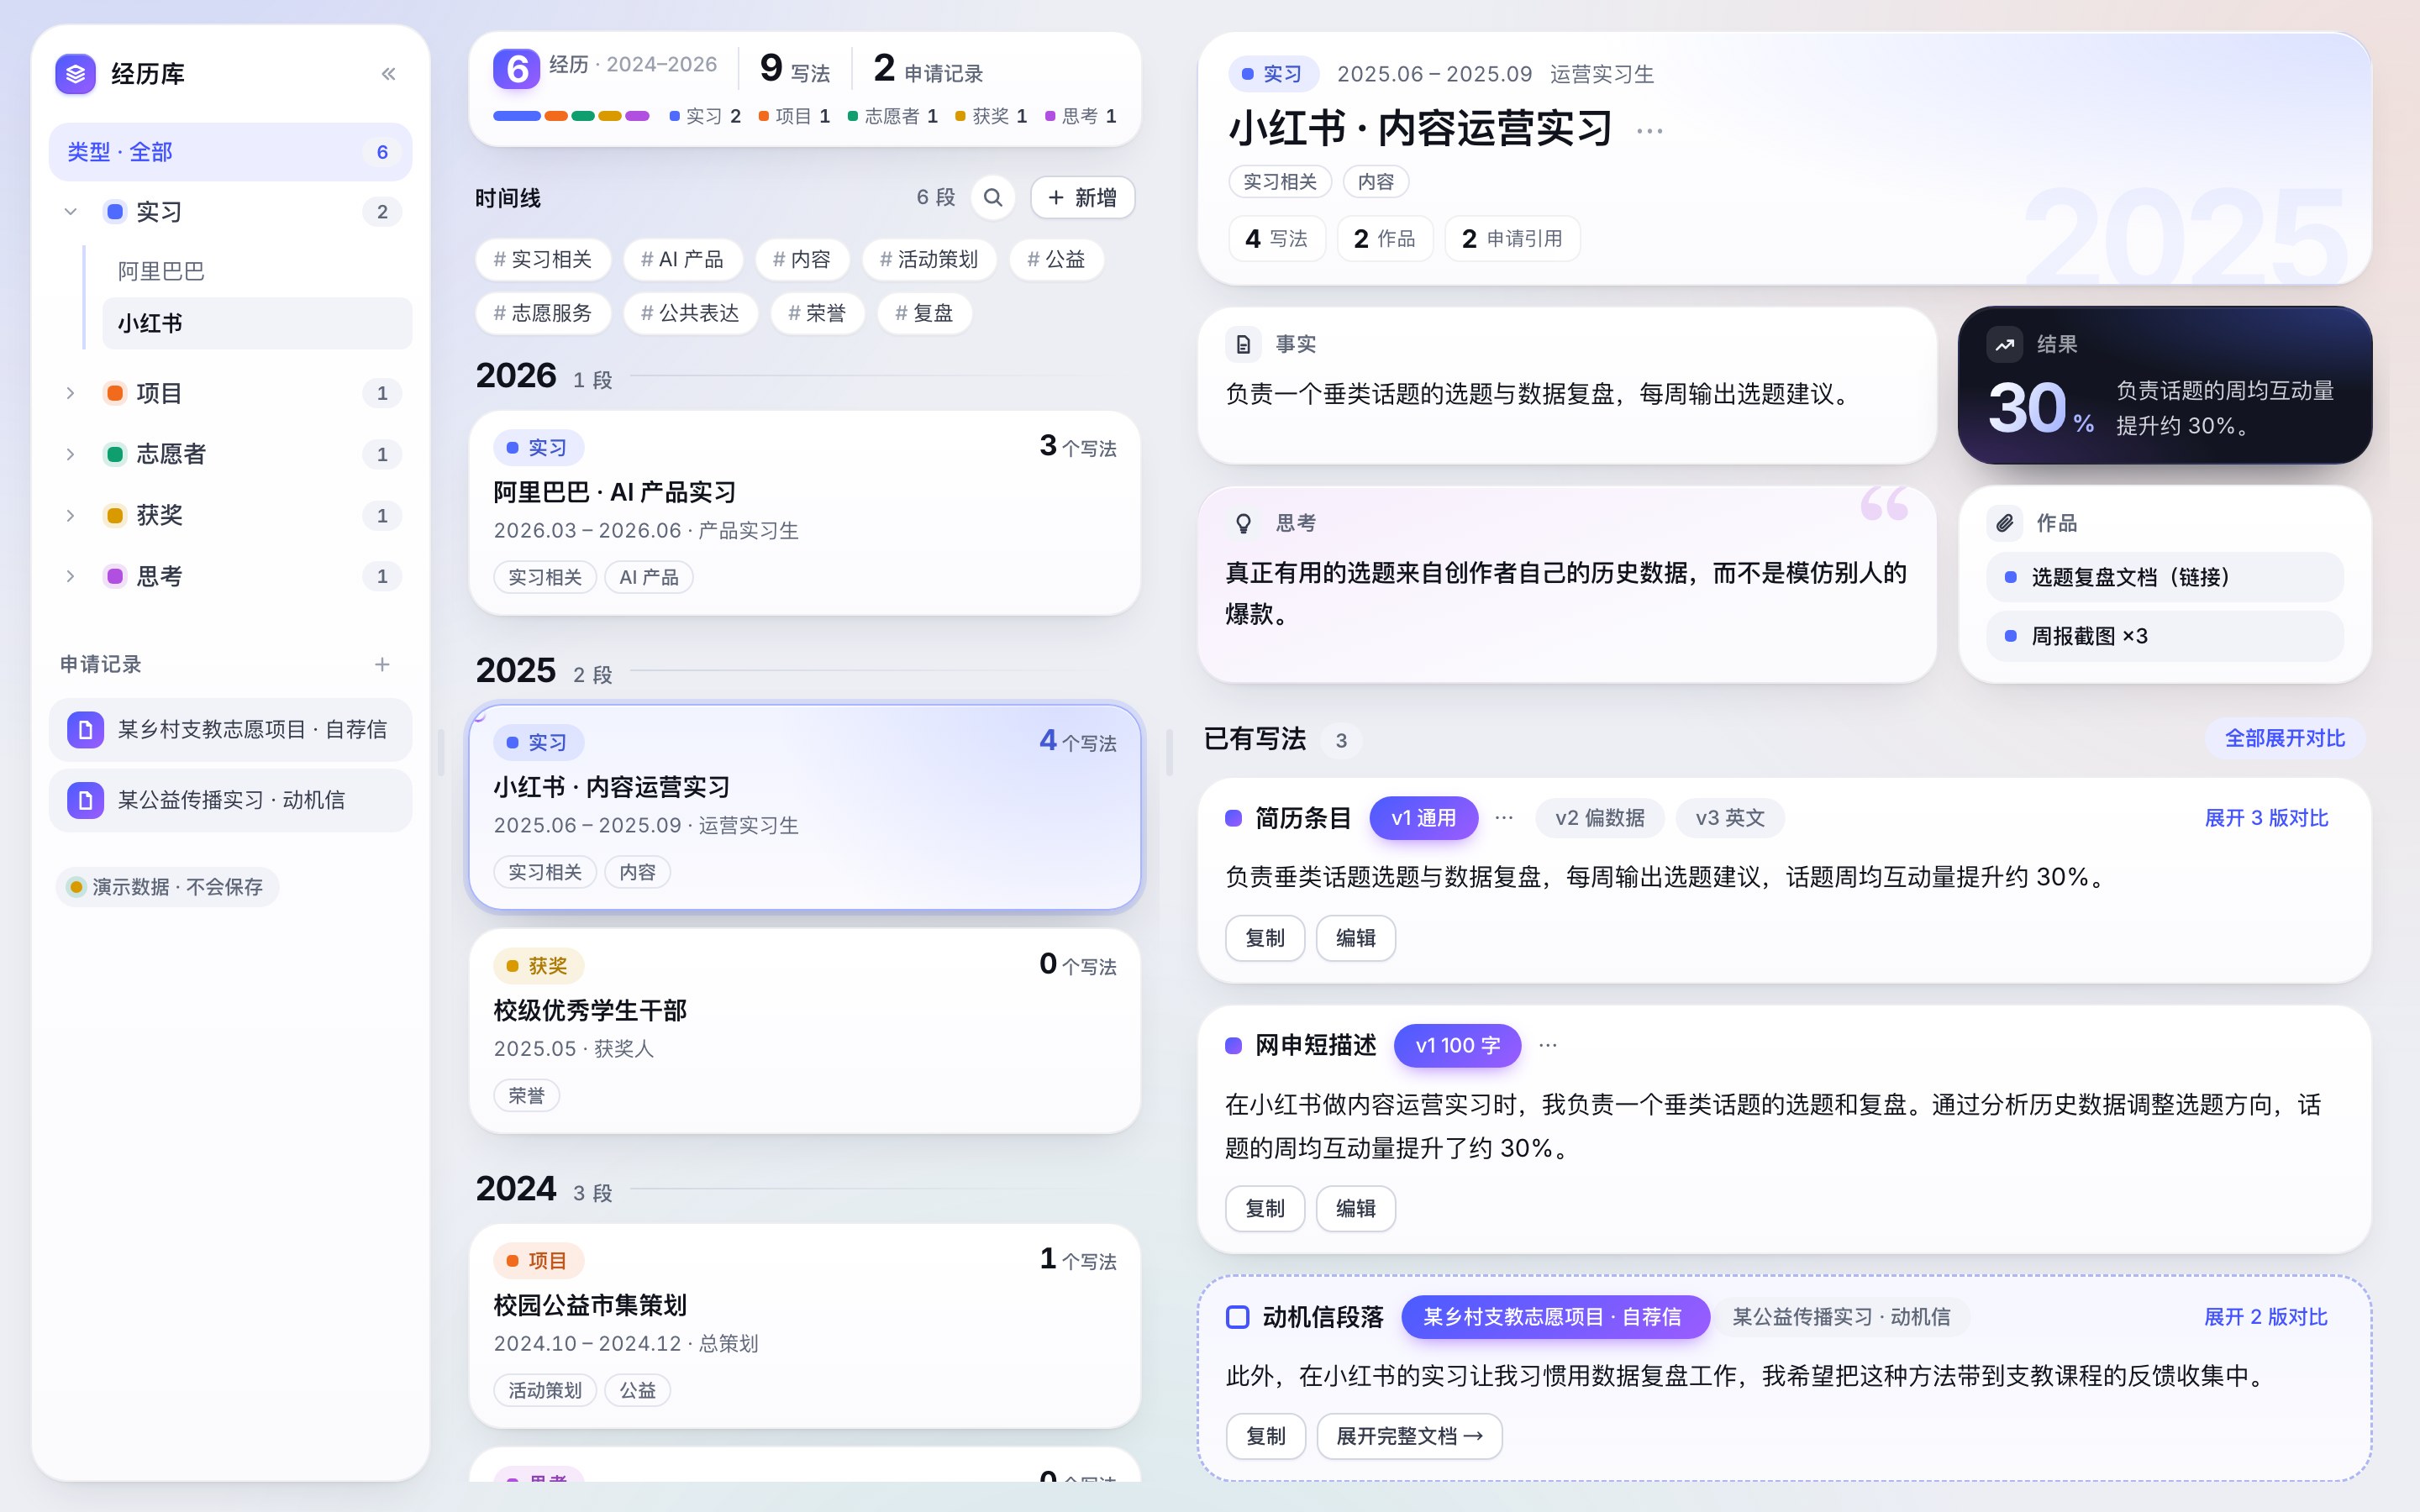 经历库
类型 · 全部 6
实习 2
阿里巴巴
小红书
项目 1
志愿者 1
获奖 1
思考 1
申请记录
某乡村支教志愿项目 · 自荐信
某公益传播实习 · 动机信
演示数据 · 不会保存
6 经历 · 2024–2026 9 写法 2 申请记录
实习 2 项目 1 志愿者 1 获奖 1 思考 1
时间线 6 段 + 新增
# 实习相关 # AI 产品 # 内容 # 活动策划 # 公益
# 志愿服务 # 公共表达 # 荣誉 # 复盘
2026 1 段
实习 3 个写法
阿里巴巴 · AI 产品实习
2026.03 – 2026.06 · 产品实习生
实习相关 AI 产品
2025 2 段
实习 4 个写法
小红书 · 内容运营实习
2025.06 – 2025.09 · 运营实习生
实习相关 内容
获奖 0 个写法
校级优秀学生干部
2025.05 · 获奖人
荣誉
2024 3 段
项目 1 个写法
校园公益市集策划
2024.10 – 2024.12 · 总策划
活动策划 公益
思考 0 个写法
实习 2025.06 – 2025.09 运营实习生
小红书 · 内容运营实习 ···
实习相关 内容
4 写法 2 作品 2 申请引用
2025
事实
负责一个垂类话题的选题与数据复盘，每周输出选题建议。
结果
30 % 负责话题的周均互动量
提升约 30%。
思考 “
真正有用的选题来自创作者自己的历史数据，而不是模仿别人的
爆款。
作品
选题复盘文档（链接）
周报截图 ×3
已有写法 3 全部展开对比
简历条目 v1 通用 ··· v2 偏数据 v3 英文 展开 3 版对比
负责垂类话题选题与数据复盘，每周输出选题建议，话题周均互动量提升约 30%。
复制 编辑
网申短描述 v1 100 字 ···
在小红书做内容运营实习时，我负责一个垂类话题的选题和复盘。通过分析历史数据调整选题方向，话
题的周均互动量提升了约 30%。
复制 编辑
动机信段落 某乡村支教志愿项目 · 自荐信 某公益传播实习 · 动机信 展开 2 版对比
此外，在小红书的实习让我习惯用数据复盘工作，我希望把这种方法带到支教课程的反馈收集中。
复制 展开完整文档 →